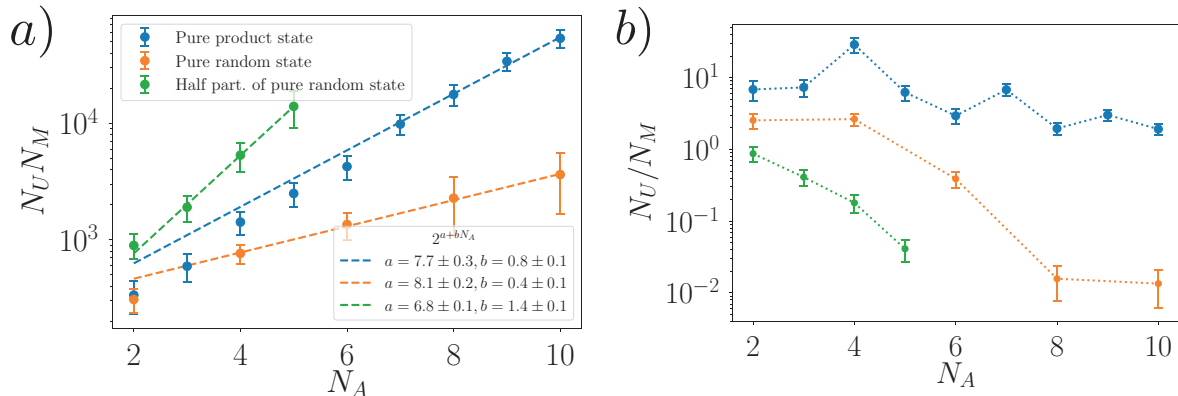 a)
Pure product state
Pure random state
Half part. of pure random state
10^4
10^3
N_U N_M
2^{a+bN_A}
a = 7.7 ± 0.3, b = 0.8 ± 0.1
a = 8.1 ± 0.2, b = 0.4 ± 0.1
a = 6.8 ± 0.1, b = 1.4 ± 0.1
2 4 6 8 10
N_A
b)
10^1
10^0
10^{-1}
10^{-2}
N_U/N_M
2 4 6 8 10
N_A